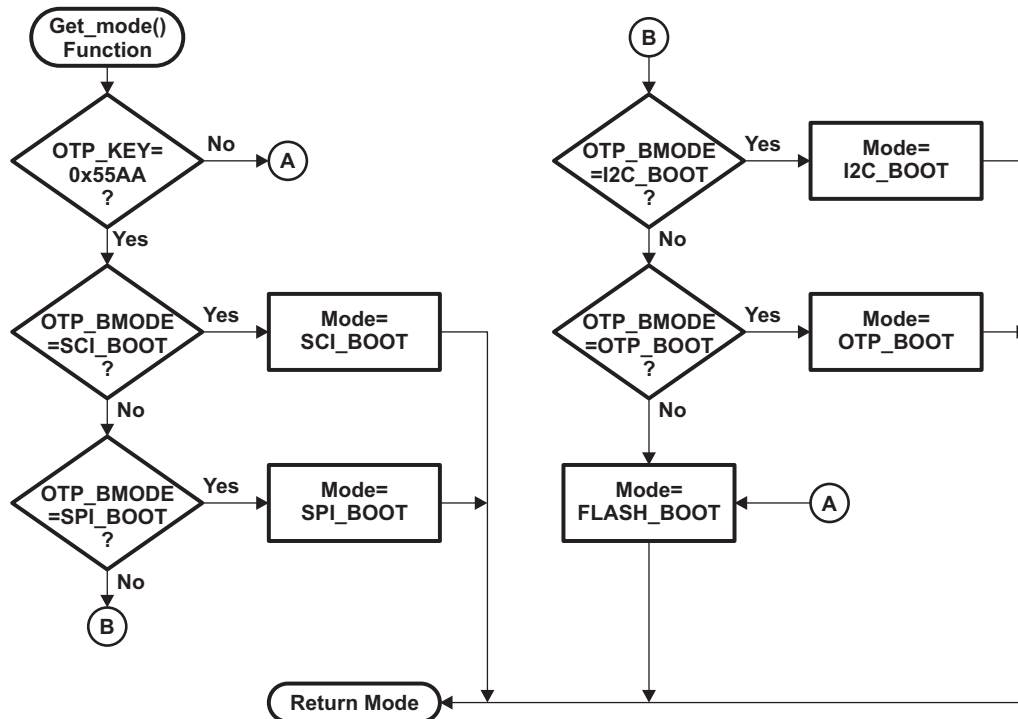 Get_mode()
Function
OTP_KEY=
0x55AA
?
No
A
Yes
OTP_BMODE
=SCI_BOOT
?
Yes
Mode=
SCI_BOOT
No
OTP_BMODE
=SPI_BOOT
?
Yes
Mode=
SPI_BOOT
No
B
B
OTP_BMODE
=I2C_BOOT
?
Yes
Mode=
I2C_BOOT
No
OTP_BMODE
=OTP_BOOT
?
Yes
Mode=
OTP_BOOT
No
Mode=
FLASH_BOOT
A
Return Mode